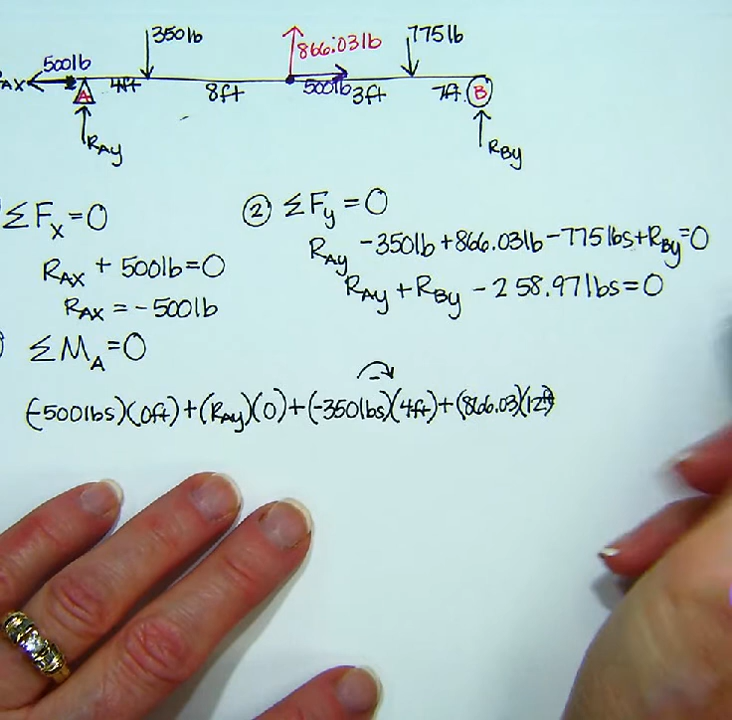 350lb
866.03lb
775lb
500lb
AX
A
4ft
8ft
500lb
3ft
7ft
B
RAY
RBY
ΣFx=0
② ΣFy=0
RAY -350lb+866.03lb-775lbs+RBY=0
RAX + 500lb=0
RAY + RBY - 258.97lbs=0
RAX = -500lb
) ΣMA=0
(-500lbs)(0ft)+(RAY)(0)+(-350lbs)(4ft)+(866.03)(12ft)